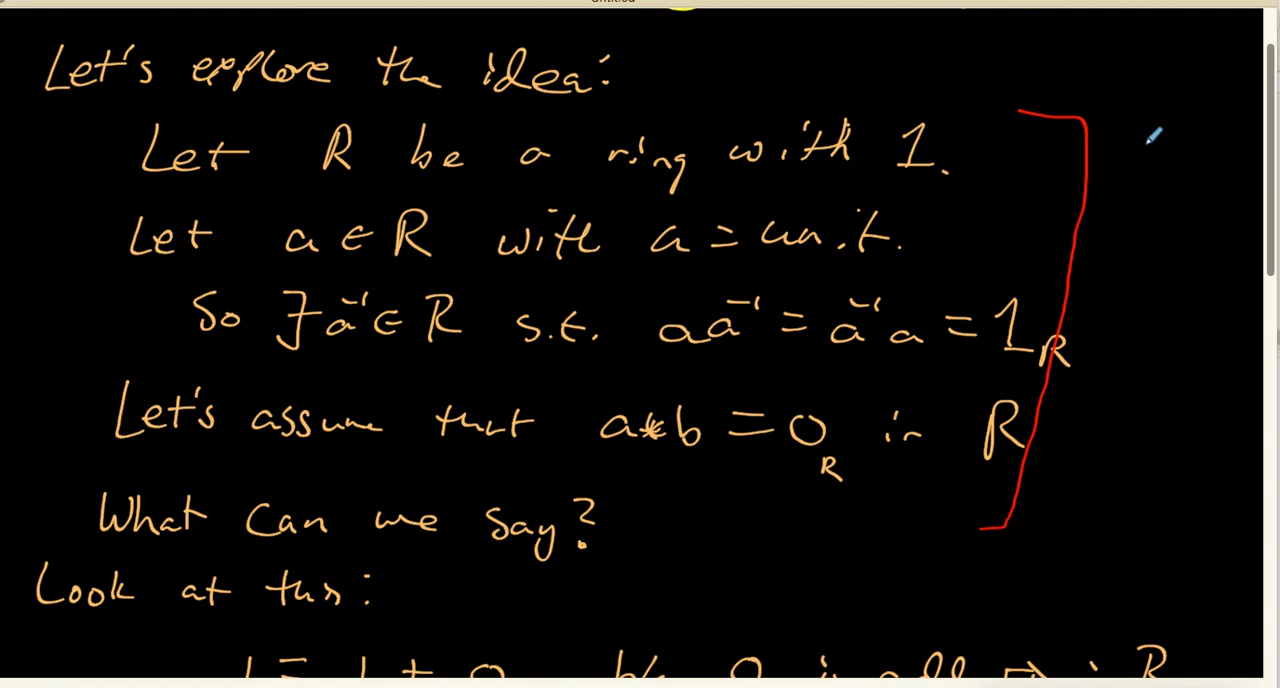 Let's explore the idea:
Let R be a ring with 1.
Let a ∈ R with a = unit.
So ∃ a⁻¹ ∈ R s.t. aa⁻¹ = a⁻¹a = 1_R
Let's assume that a*b = 0_R in R
What can we say?
Look at this: